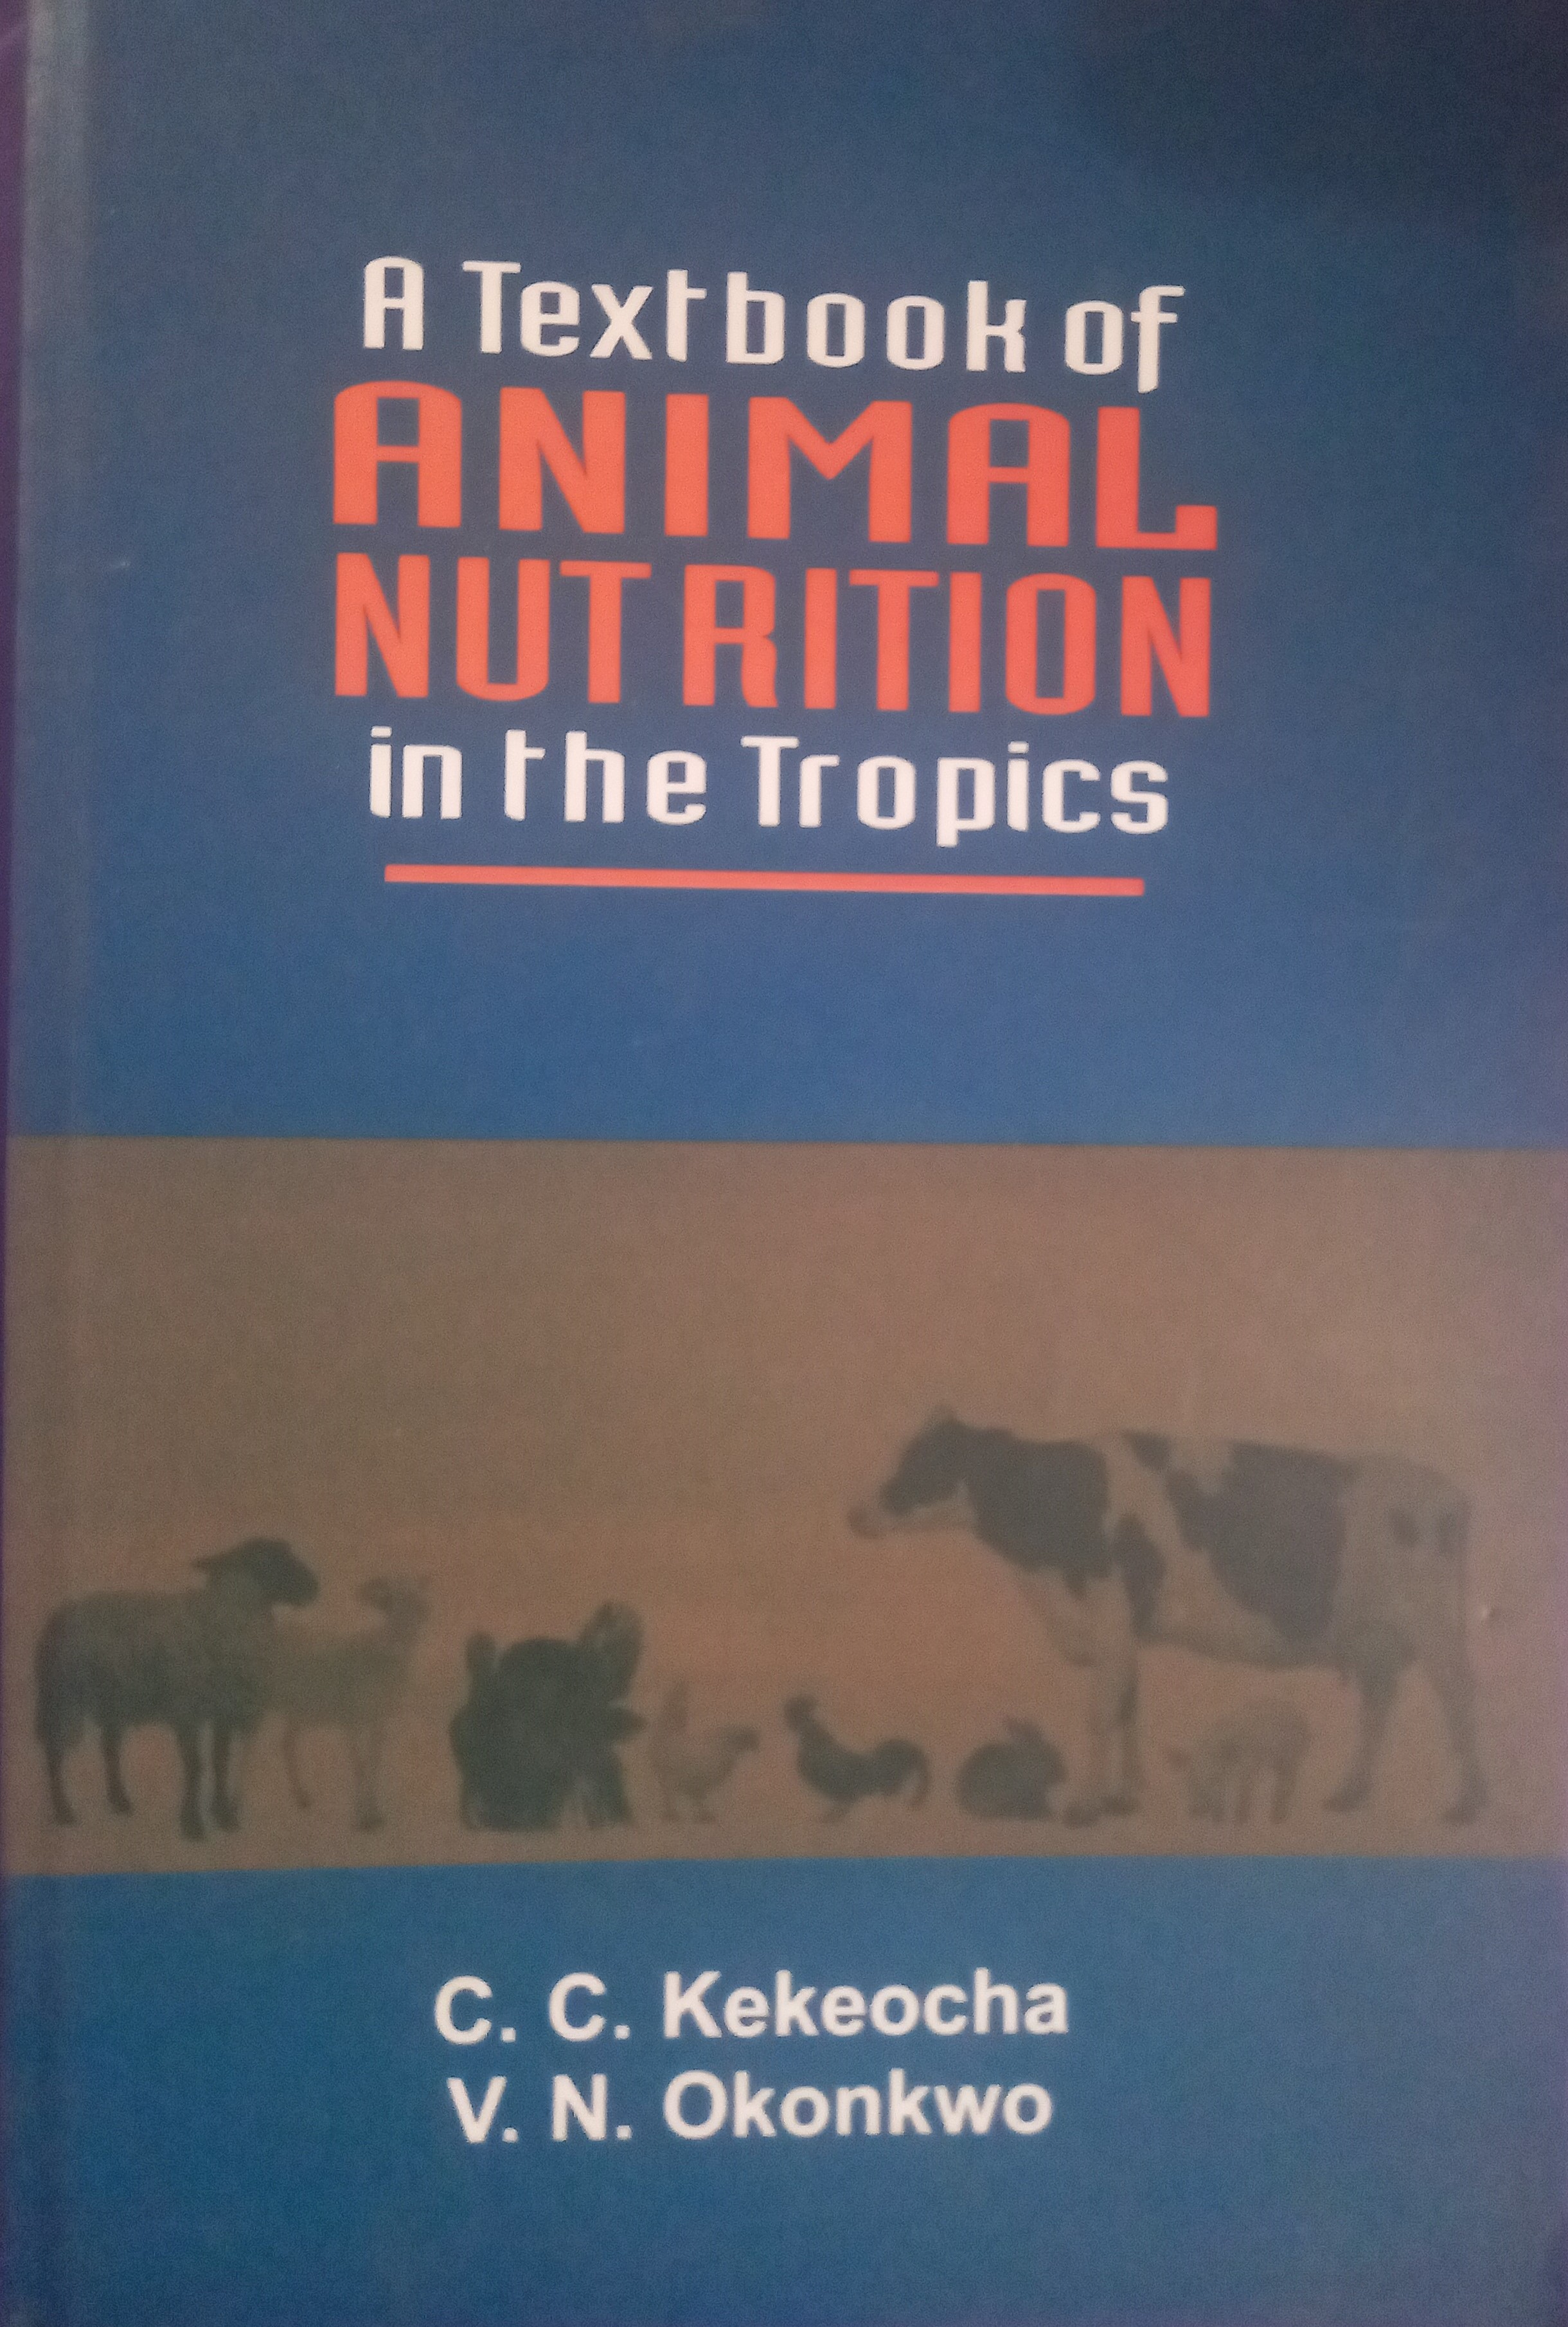 A Textbook of
ANIMAL
NUTRITION
in the Tropics
C. C. Kekeocha
V. N. Okonkwo